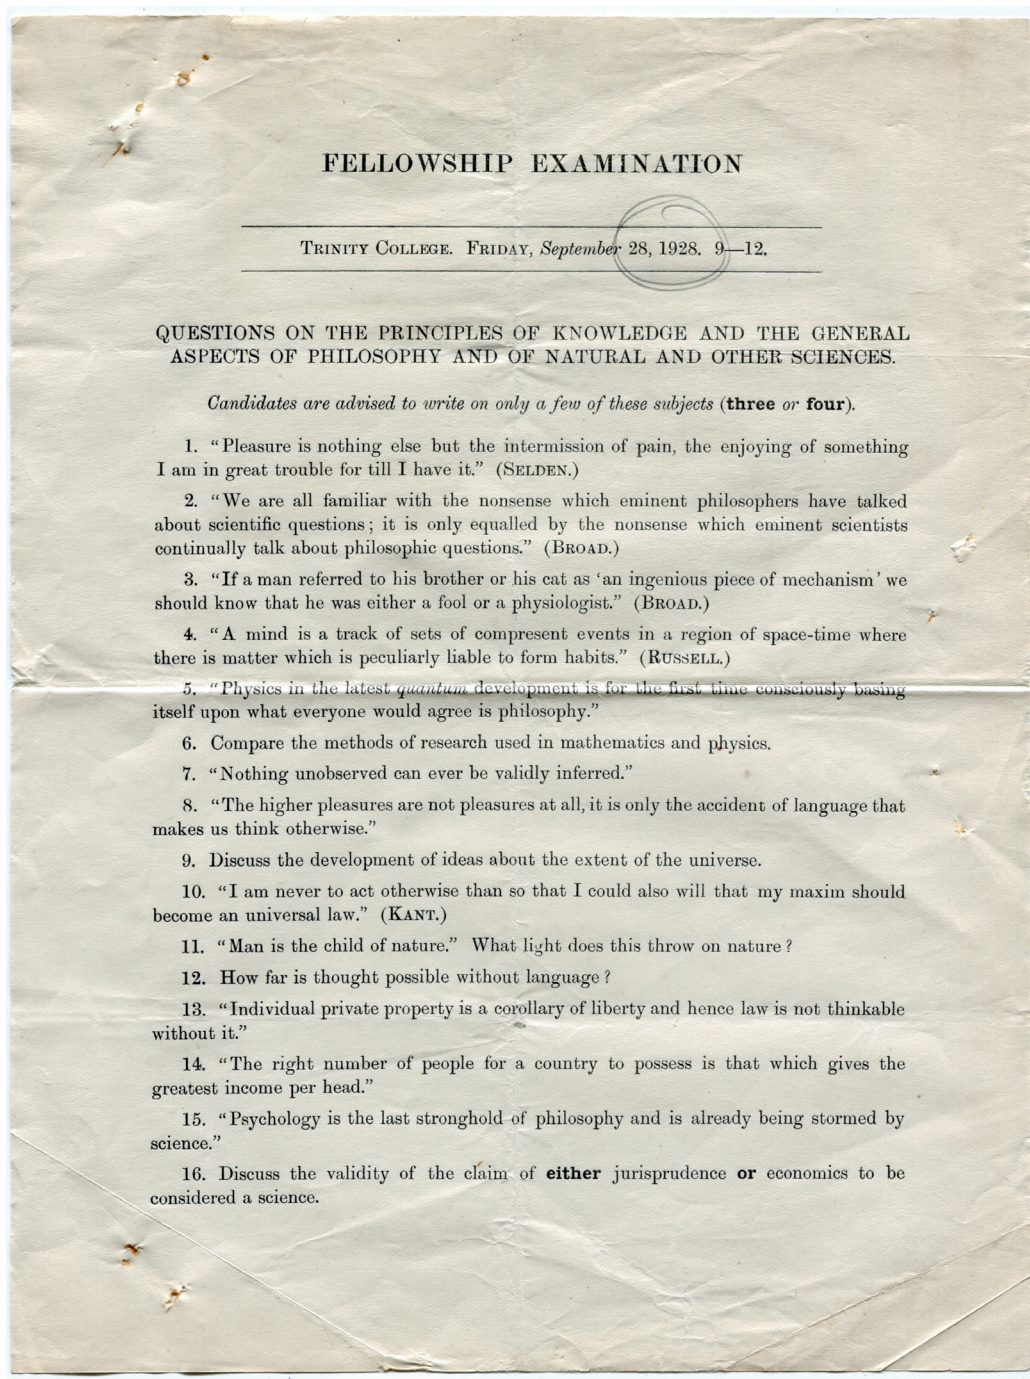 FELLOWSHIP EXAMINATION
TRINITY COLLEGE. FRIDAY, September 28, 1928. 9—12.
QUESTIONS ON THE PRINCIPLES OF KNOWLEDGE AND THE GENERAL
ASPECTS OF PHILOSOPHY AND OF NATURAL AND OTHER SCIENCES.
Candidates are advised to write on only a few of these subjects (three or four).
1. “Pleasure is nothing else but the intermission of pain, the enjoying of something
I am in great trouble for till I have it.” (SELDEN.)
2. “We are all familiar with the nonsense which eminent philosophers have talked
about scientific questions; it is only equalled by the nonsense which eminent scientists
continually talk about philosophic questions.” (BROAD.)
3. “If a man referred to his brother or his cat as ‘an ingenious piece of mechanism’ we
should know that he was either a fool or a physiologist.” (BROAD.)
4. “A mind is a track of sets of compresent events in a region of space-time where
there is matter which is peculiarly liable to form habits.” (RUSSELL.)
5. “Physics in the latest quantum development is for the first time consciously basing
itself upon what everyone would agree is philosophy.”
6. Compare the methods of research used in mathematics and physics.
7. “Nothing unobserved can ever be validly inferred.”
8. “The higher pleasures are not pleasures at all, it is only the accident of language that
makes us think otherwise.”
9. Discuss the development of ideas about the extent of the universe.
10. “I am never to act otherwise than so that I could also will that my maxim should
become an universal law.” (KANT.)
11. “Man is the child of nature.” What light does this throw on nature?
12. How far is thought possible without language?
13. “Individual private property is a corollary of liberty and hence law is not thinkable
without it.”
14. “The right number of people for a country to possess is that which gives the
greatest income per head.”
15. “Psychology is the last stronghold of philosophy and is already being stormed by
science.”
16. Discuss the validity of the claim of either jurisprudence or economics to be
considered a science.